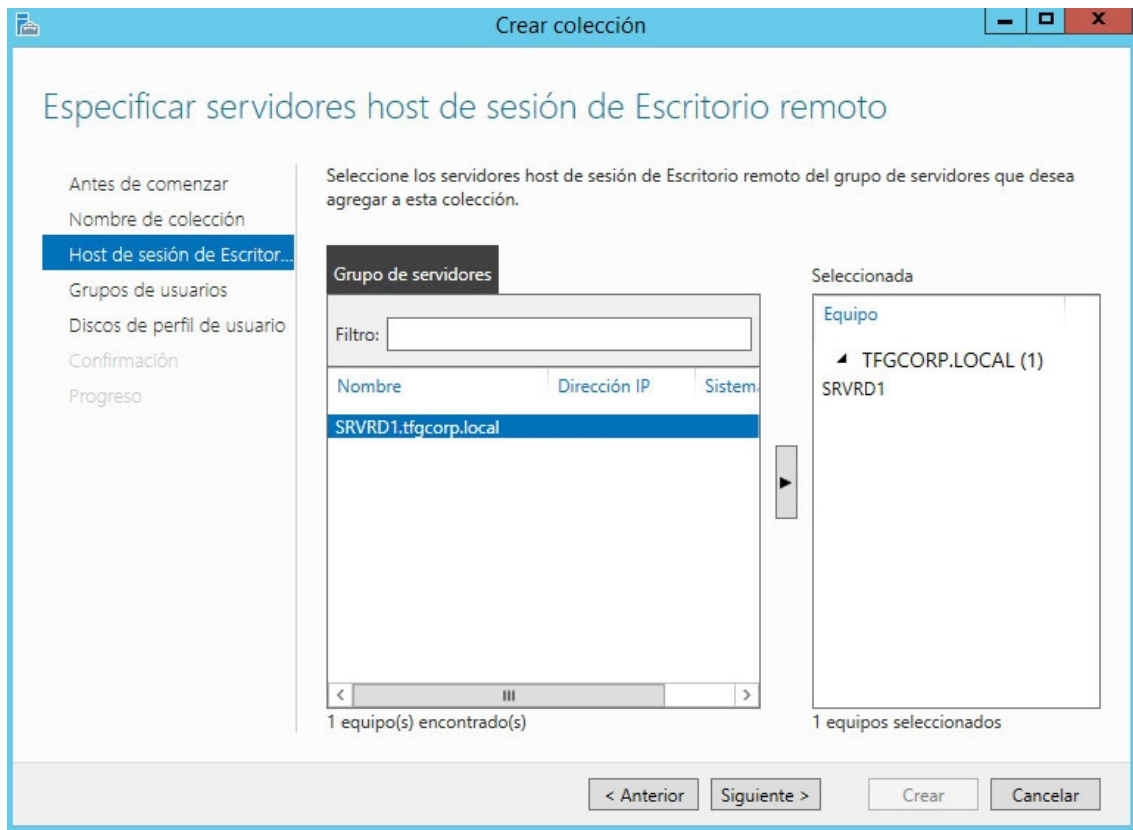 Crear colección
Especificar servidores host de sesión de Escritorio remoto
Antes de comenzar
Nombre de colección
Host de sesión de Escritor...
Grupos de usuarios
Discos de perfil de usuario
Confirmación
Progreso
Seleccione los servidores host de sesión de Escritorio remoto del grupo de servidores que desea
agregar a esta colección.
Grupo de servidores
Filtro:
Nombre Dirección IP Sistema
SRVRD1.tfgcorp.local
1 equipo(s) encontrado(s)
Seleccionada
Equipo
TFGCORP.LOCAL (1)
SRVRD1
1 equipos seleccionados
< Anterior Siguiente > Crear Cancelar